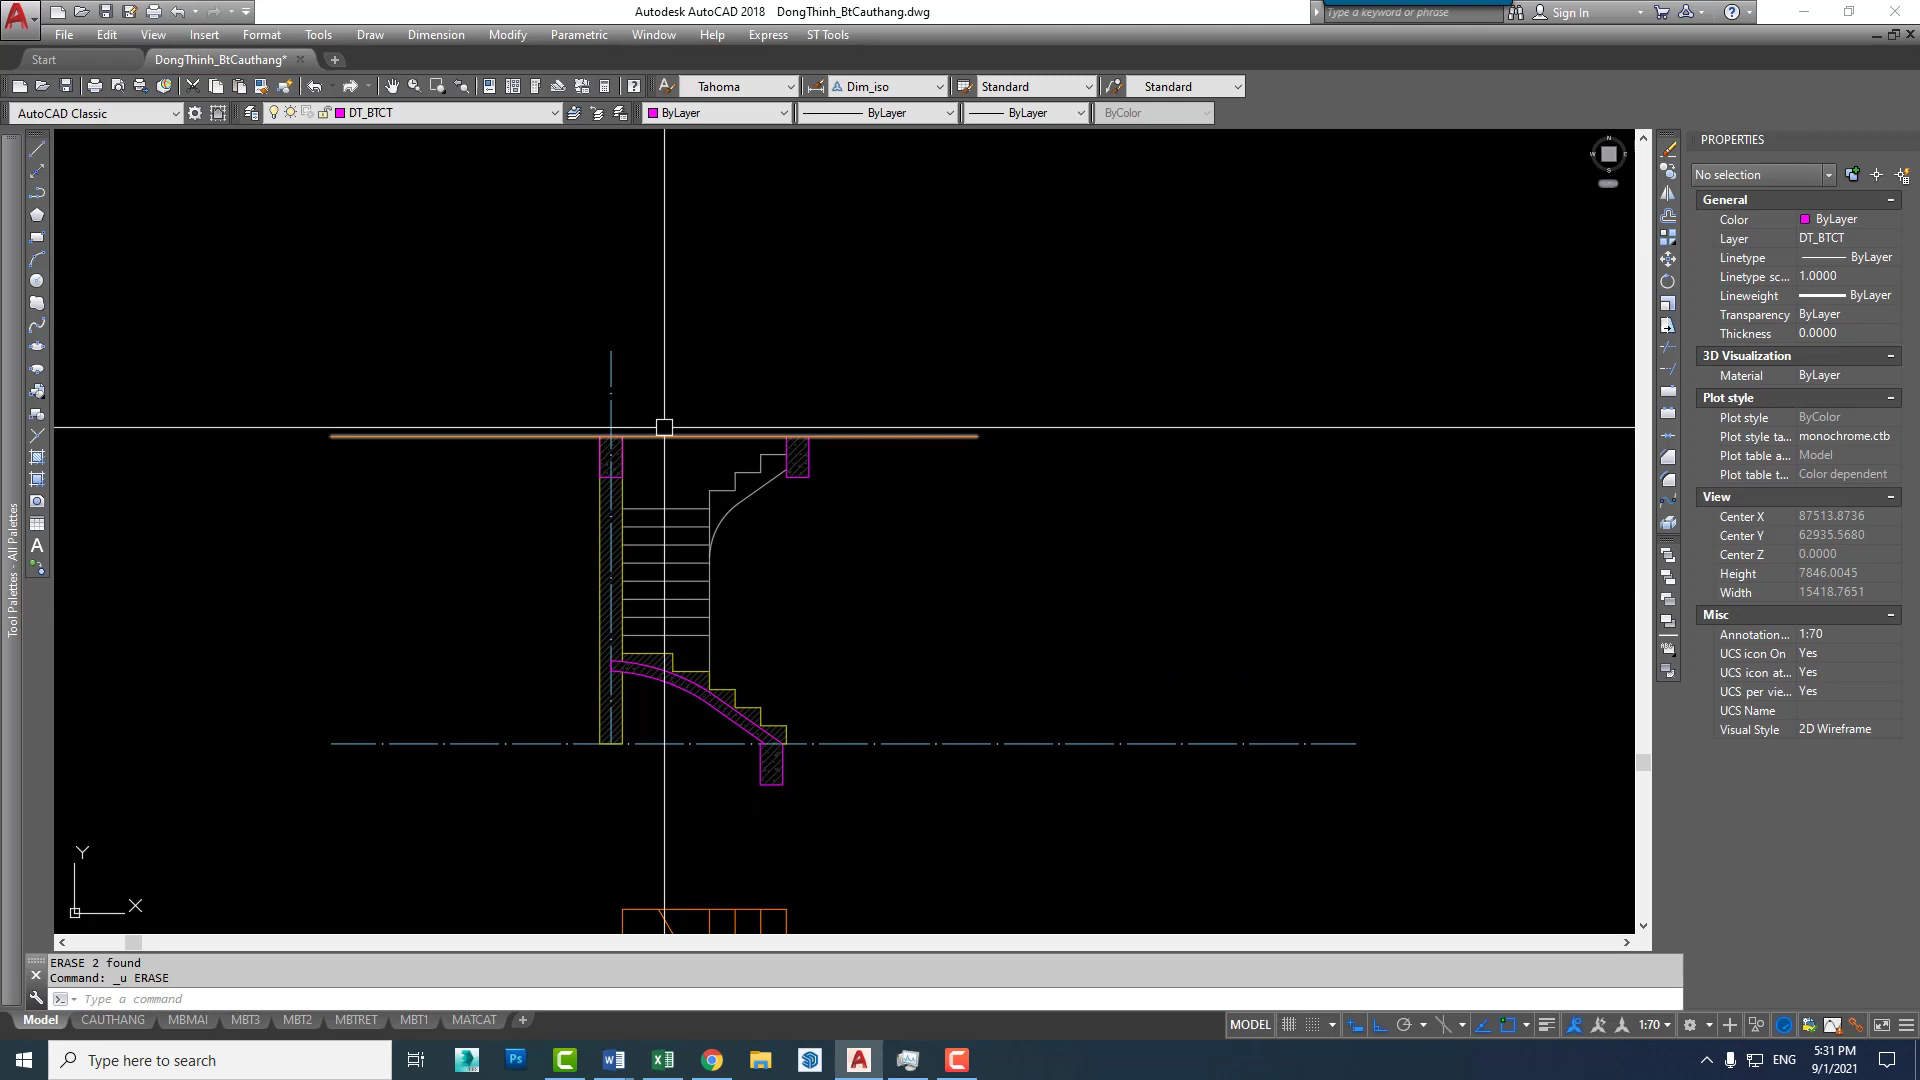 Autodesk AutoCAD 2018 DongThinh_BtCauthang.dwg
Type a keyword or phrase
Sign In
File Edit View Insert Format Tools Draw Dimension Modify Parametric Window Help Express ST Tools
Start
DongThinh_BtCauthang*
Tahoma
Dim_iso
Standard
Standard
AutoCAD Classic
DT_BTCT
ByLayer
ByLayer
ByLayer
ByColor
N
W
S
PROPERTIES
No selection
General
Color ByLayer
Layer DT_BTCT
Linetype ByLayer
Linetype sc... 1.0000
Lineweight ByLayer
Transparency ByLayer
Thickness 0.0000
3D Visualization
Material ByLayer
Plot style
Plot style ByColor
Plot style ta... monochrome.ctb
Plot table a... Model
Plot table t... Color dependent
View
Center X 87513.8736
Center Y 62935.5680
Center Z 0.0000
Height 7846.0045
Width 15418.7651
Misc
Annotation... 1:70
UCS icon On Yes
UCS icon at... Yes
UCS per vie... Yes
UCS Name
Visual Style 2D Wireframe
Tool Palettes - All Palettes
Y
X
ERASE 2 found
Command: _u ERASE
Type a command
Model CAUTHANG MBMAI MBT3 MBT2 MBTRET MBT1 MATCAT
MODEL
1:70
Type here to search
ENG
5:31 PM
9/1/2021